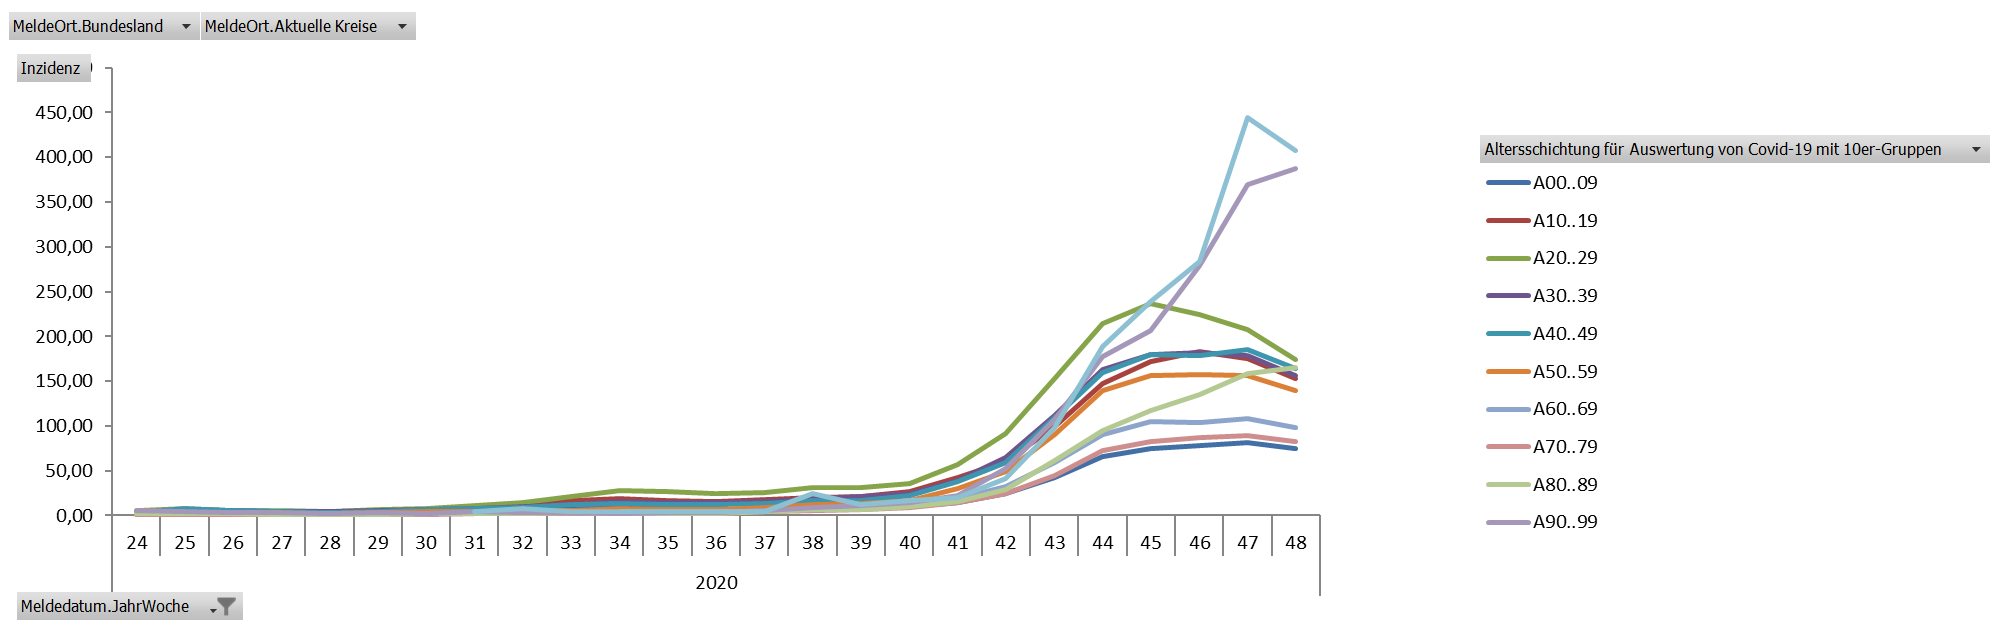 MeldeOrt.Bundesland MeldeOrt.Aktuelle Kreise
Inzidenz
450,00
400,00
350,00
300,00
250,00
200,00
150,00
100,00
50,00
0,00
24 25 26 27 28 29 30 31 32 33 34 35 36 37 38 39 40 41 42 43 44 45 46 47 48
2020
Meldedatum.JahrWoche
Altersschichtung für Auswertung von Covid-19 mit 10er-Gruppen
A00..09
A10..19
A20..29
A30..39
A40..49
A50..59
A60..69
A70..79
A80..89
A90..99